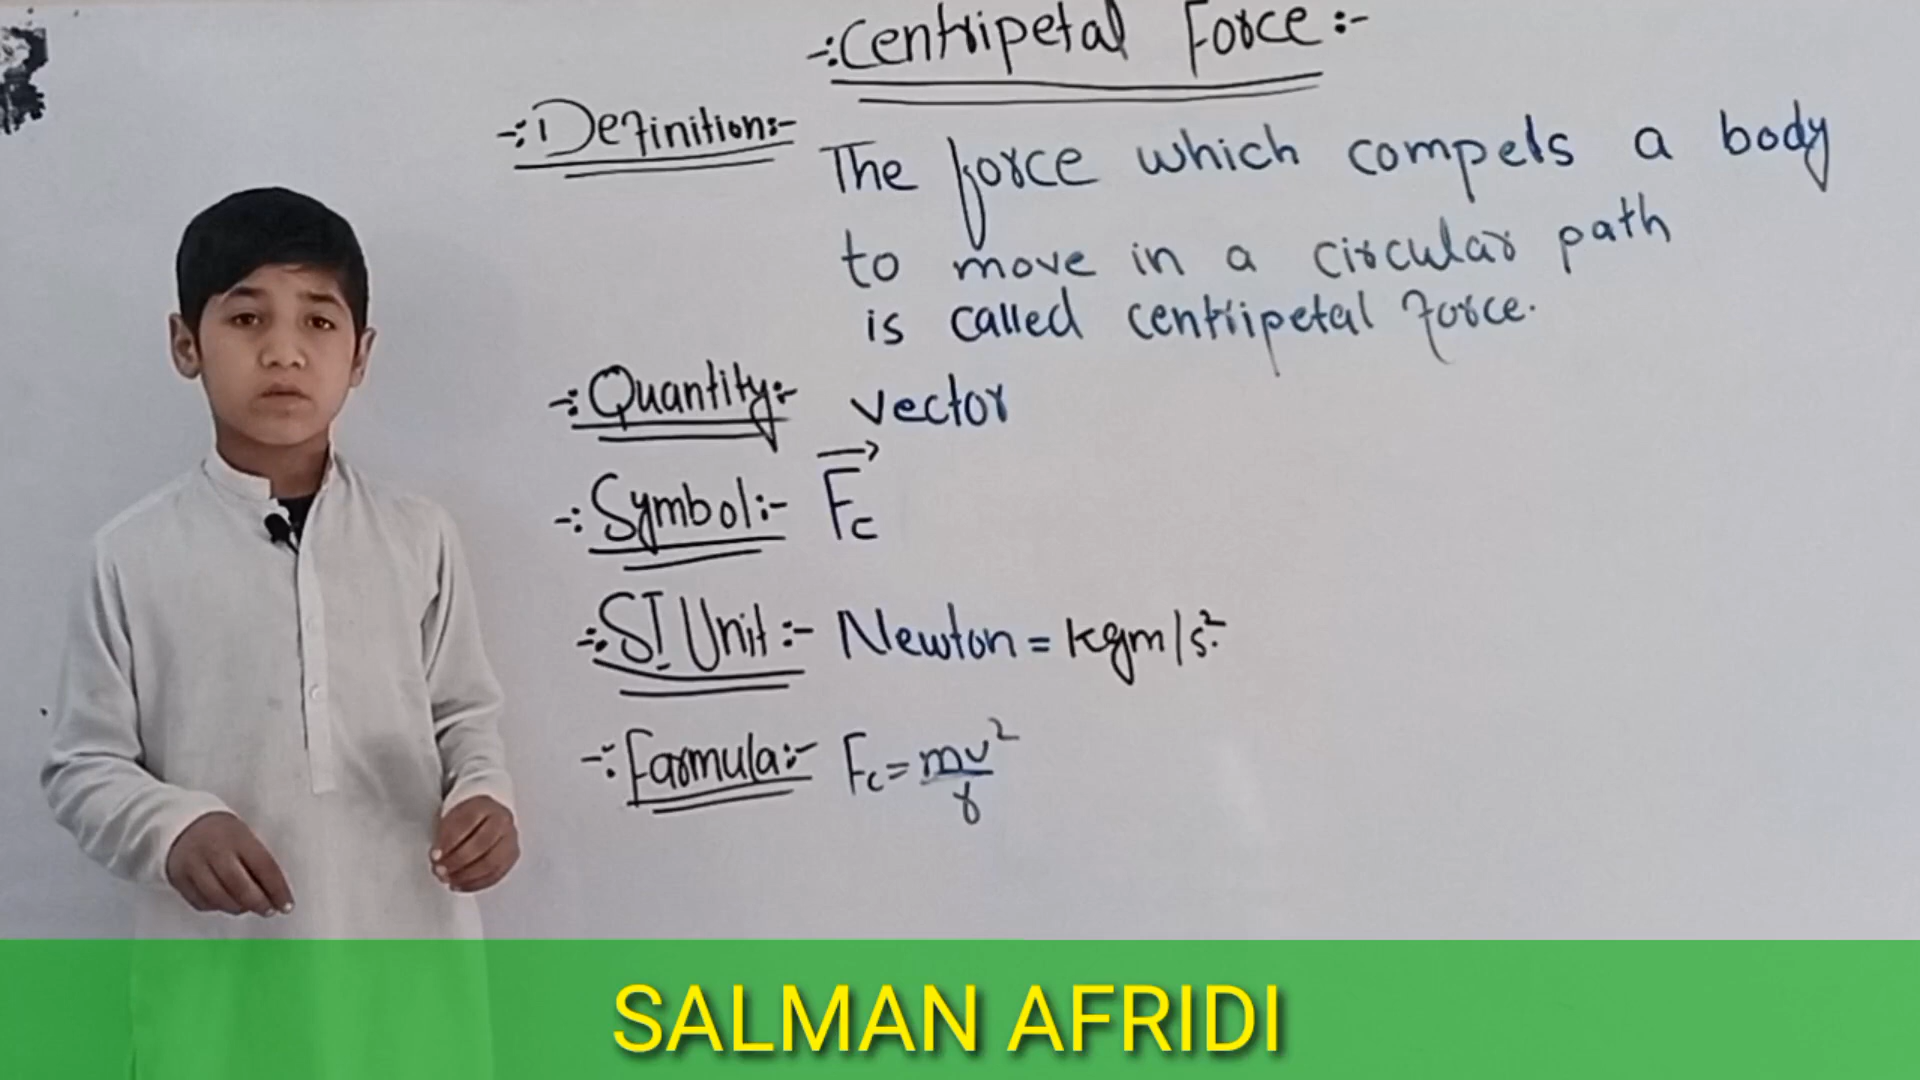 -:Centripetal Force:-
-:Definition:-
The force which compels a body
to move in a circular path
is called centripetal force.
-:Quantity:- vector
-:Symbol:- F⃗c
-:SI Unit:- Newton = kgm/s².
-:Formula:- Fc = mv²/r
SALMAN AFRIDI